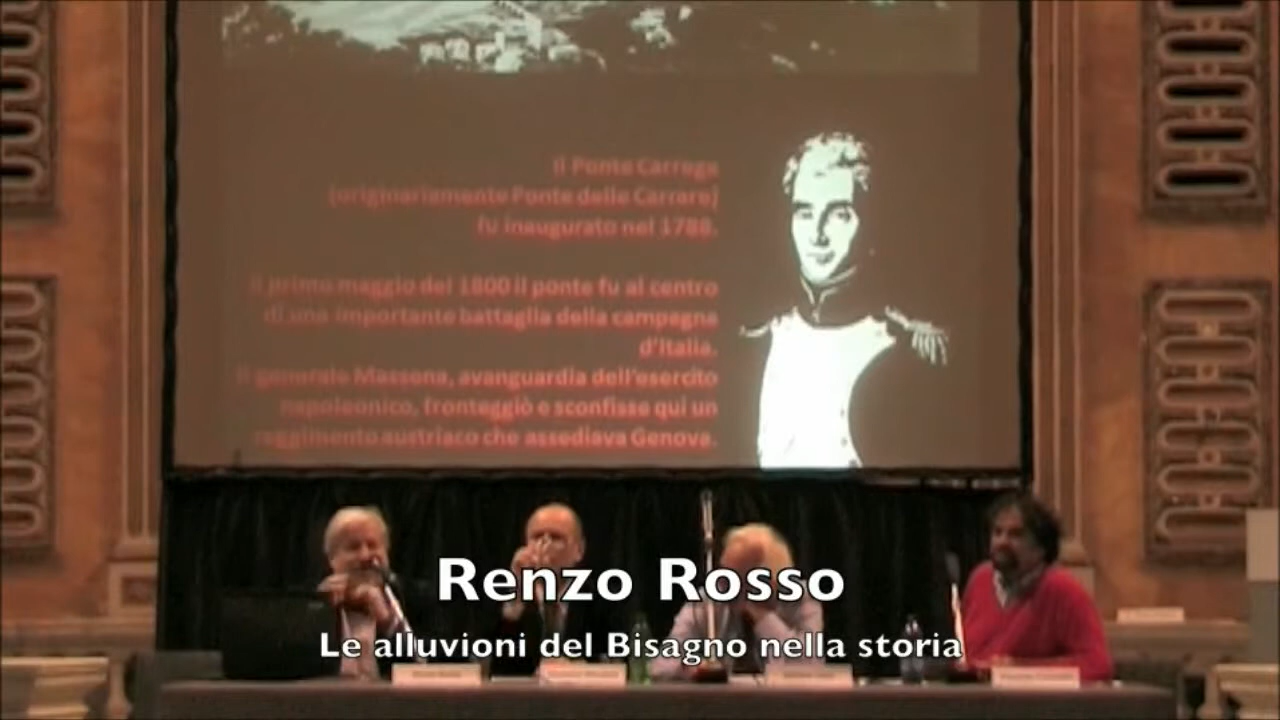 Il Ponte Carrega
(originariamente Ponte delle Carrare)
fu inaugurato nel 1788.
Il primo maggio del 1800 il ponte fu al centro
di una importante battaglia della campagna
d'Italia.
Il generale Massena, avanguardia dell'esercito
napoleonico, fronteggiò e sconfisse qui un
reggimento austriaco che assediava Genova.
Renzo Rosso
Le alluvioni del Bisagno nella storia